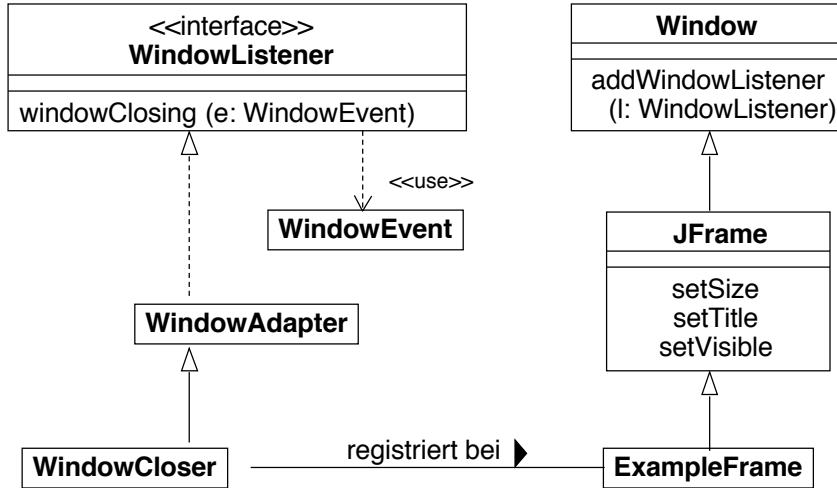 <<interface>>
WindowListener
windowClosing (e: WindowEvent)
Window
addWindowListener
(l: WindowListener)
<<use>>
WindowEvent
JFrame
setSize
setTitle
setVisible
WindowAdapter
WindowCloser
registriert bei
ExampleFrame